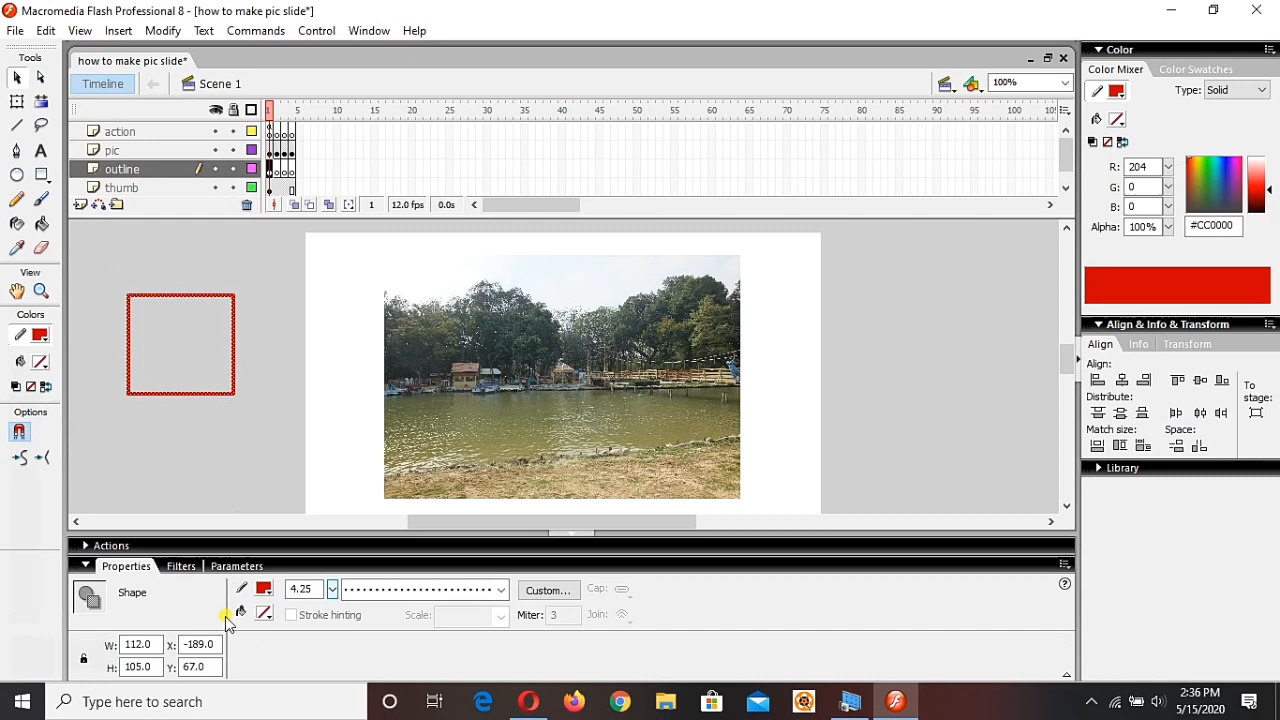 Macromedia Flash Professional 8 - [how to make pic slide*]
File Edit View Insert Modify Text Commands Control Window Help
Tools
how to make pic slide*
Timeline Scene 1 100%
1 5 10 15 20 25 30 35 40 45 50 55 60 65 70 75 80 85 90 95 100 105
action
pic
outline
thumb
1 12.0 fps 0.0s
View
Colors
Options
Color
Color Mixer Color Swatches
Type: Solid
R: 204
G: 0
B: 0
Alpha: 100% #CC0000
Align & Info & Transform
Align Info Transform
Align:
To stage:
Distribute:
Match size: Space:
Library
Actions
Properties Filters Parameters
Shape 4.25 Custom... Cap:
Stroke hinting Scale: Miter: 3 Join:
W: 112.0 X: -189.0
H: 105.0 Y: 67.0
Type here to search
2:36 PM
5/15/2020